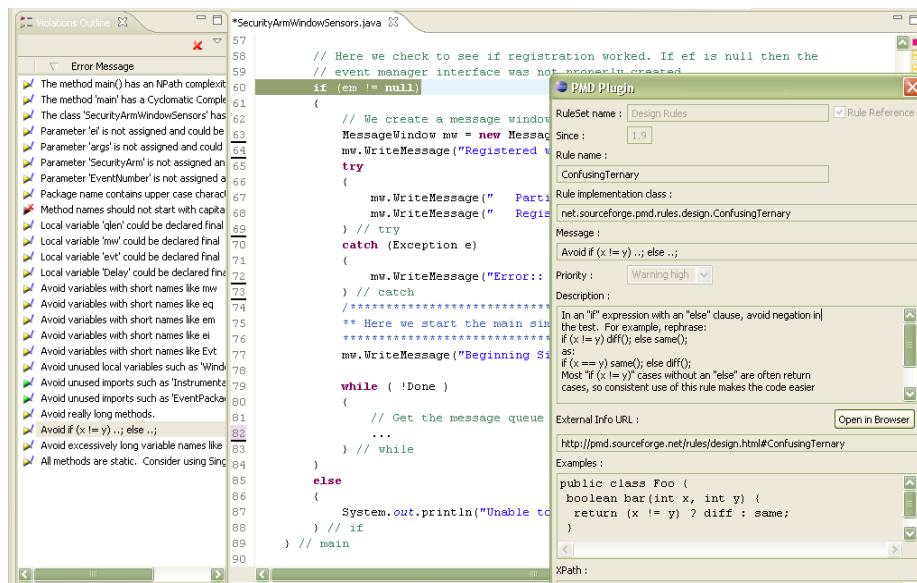 Violations Outline
Error Message
The method main() has an NPath complexit
The method 'main' has a Cyclomatic Comple
The class 'SecurityArmWindowSensors' has
Parameter 'ei' is not assigned and could be
Parameter 'args' is not assigned and could
Parameter 'SecurityArm' is not assigned an
Parameter 'EventNumber' is not assigned a
Package name contains upper case charact
Method names should not start with capita
Local variable 'qlen' could be declared final
Local variable 'mw' could be declared final
Local variable 'evt' could be declared final
Local variable 'Delay' could be declared fina
Avoid variables with short names like mw
Avoid variables with short names like eq
Avoid variables with short names like em
Avoid variables with short names like ei
Avoid variables with short names like Evt
Avoid unused local variables such as 'Wind
Avoid unused imports such as 'Instrumenta
Avoid unused imports such as 'EventPackag
Avoid really long methods.
Avoid if (x != y) ..; else ..;
Avoid excessively long variable names like
All methods are static. Consider using Sing
*SecurityArmWindowSensors.java
57
58 // Here we check to see if registration worked. If ef is null then the
59 // event manager interface was not properly created
60 if (em != null)
61 {
62 // We create a message window
63 MessageWindow mw = new Messag
64 mw.WriteMessage("Registered w
65 try
66 {
67 mw.WriteMessage(" Parti
68 mw.WriteMessage(" Regis
69 } // try
70 catch (Exception e)
71 {
72 mw.WriteMessage("Error::
73 } // catch
74 /*****************************
75 ** Here we start the main sim
76 ******************************
77 mw.WriteMessage("Beginning Si
78
79 while ( !Done )
80 {
81 // Get the message queue
82 ...
83 } // while
84 }
85 else
86 {
87 System.out.println("Unable to
88 } // if
89 } // main
90
PMD Plugin
RuleSet name : Design Rules Rule Reference
Since : 1.9
Rule name :
ConfusingTernary
Rule implementation class :
net.sourceforge.pmd.rules.design.ConfusingTernary
Message :
Avoid if (x != y) ..; else ..;
Priority : Warning high
Description :
In an "if" expression with an "else" clause, avoid negation in
the test. For example, rephrase:
if (x != y) diff(); else same();
as:
if (x == y) same(); else diff();
Most "if (x != y)" cases without an "else" are often return
cases, so consistent use of this rule makes the code easier
External Info URL : Open in Browser
http://pmd.sourceforge.net/rules/design.html#ConfusingTernary
Examples :
public class Foo {
boolean bar(int x, int y) {
return (x != y) ? diff : same;
}
XPath :